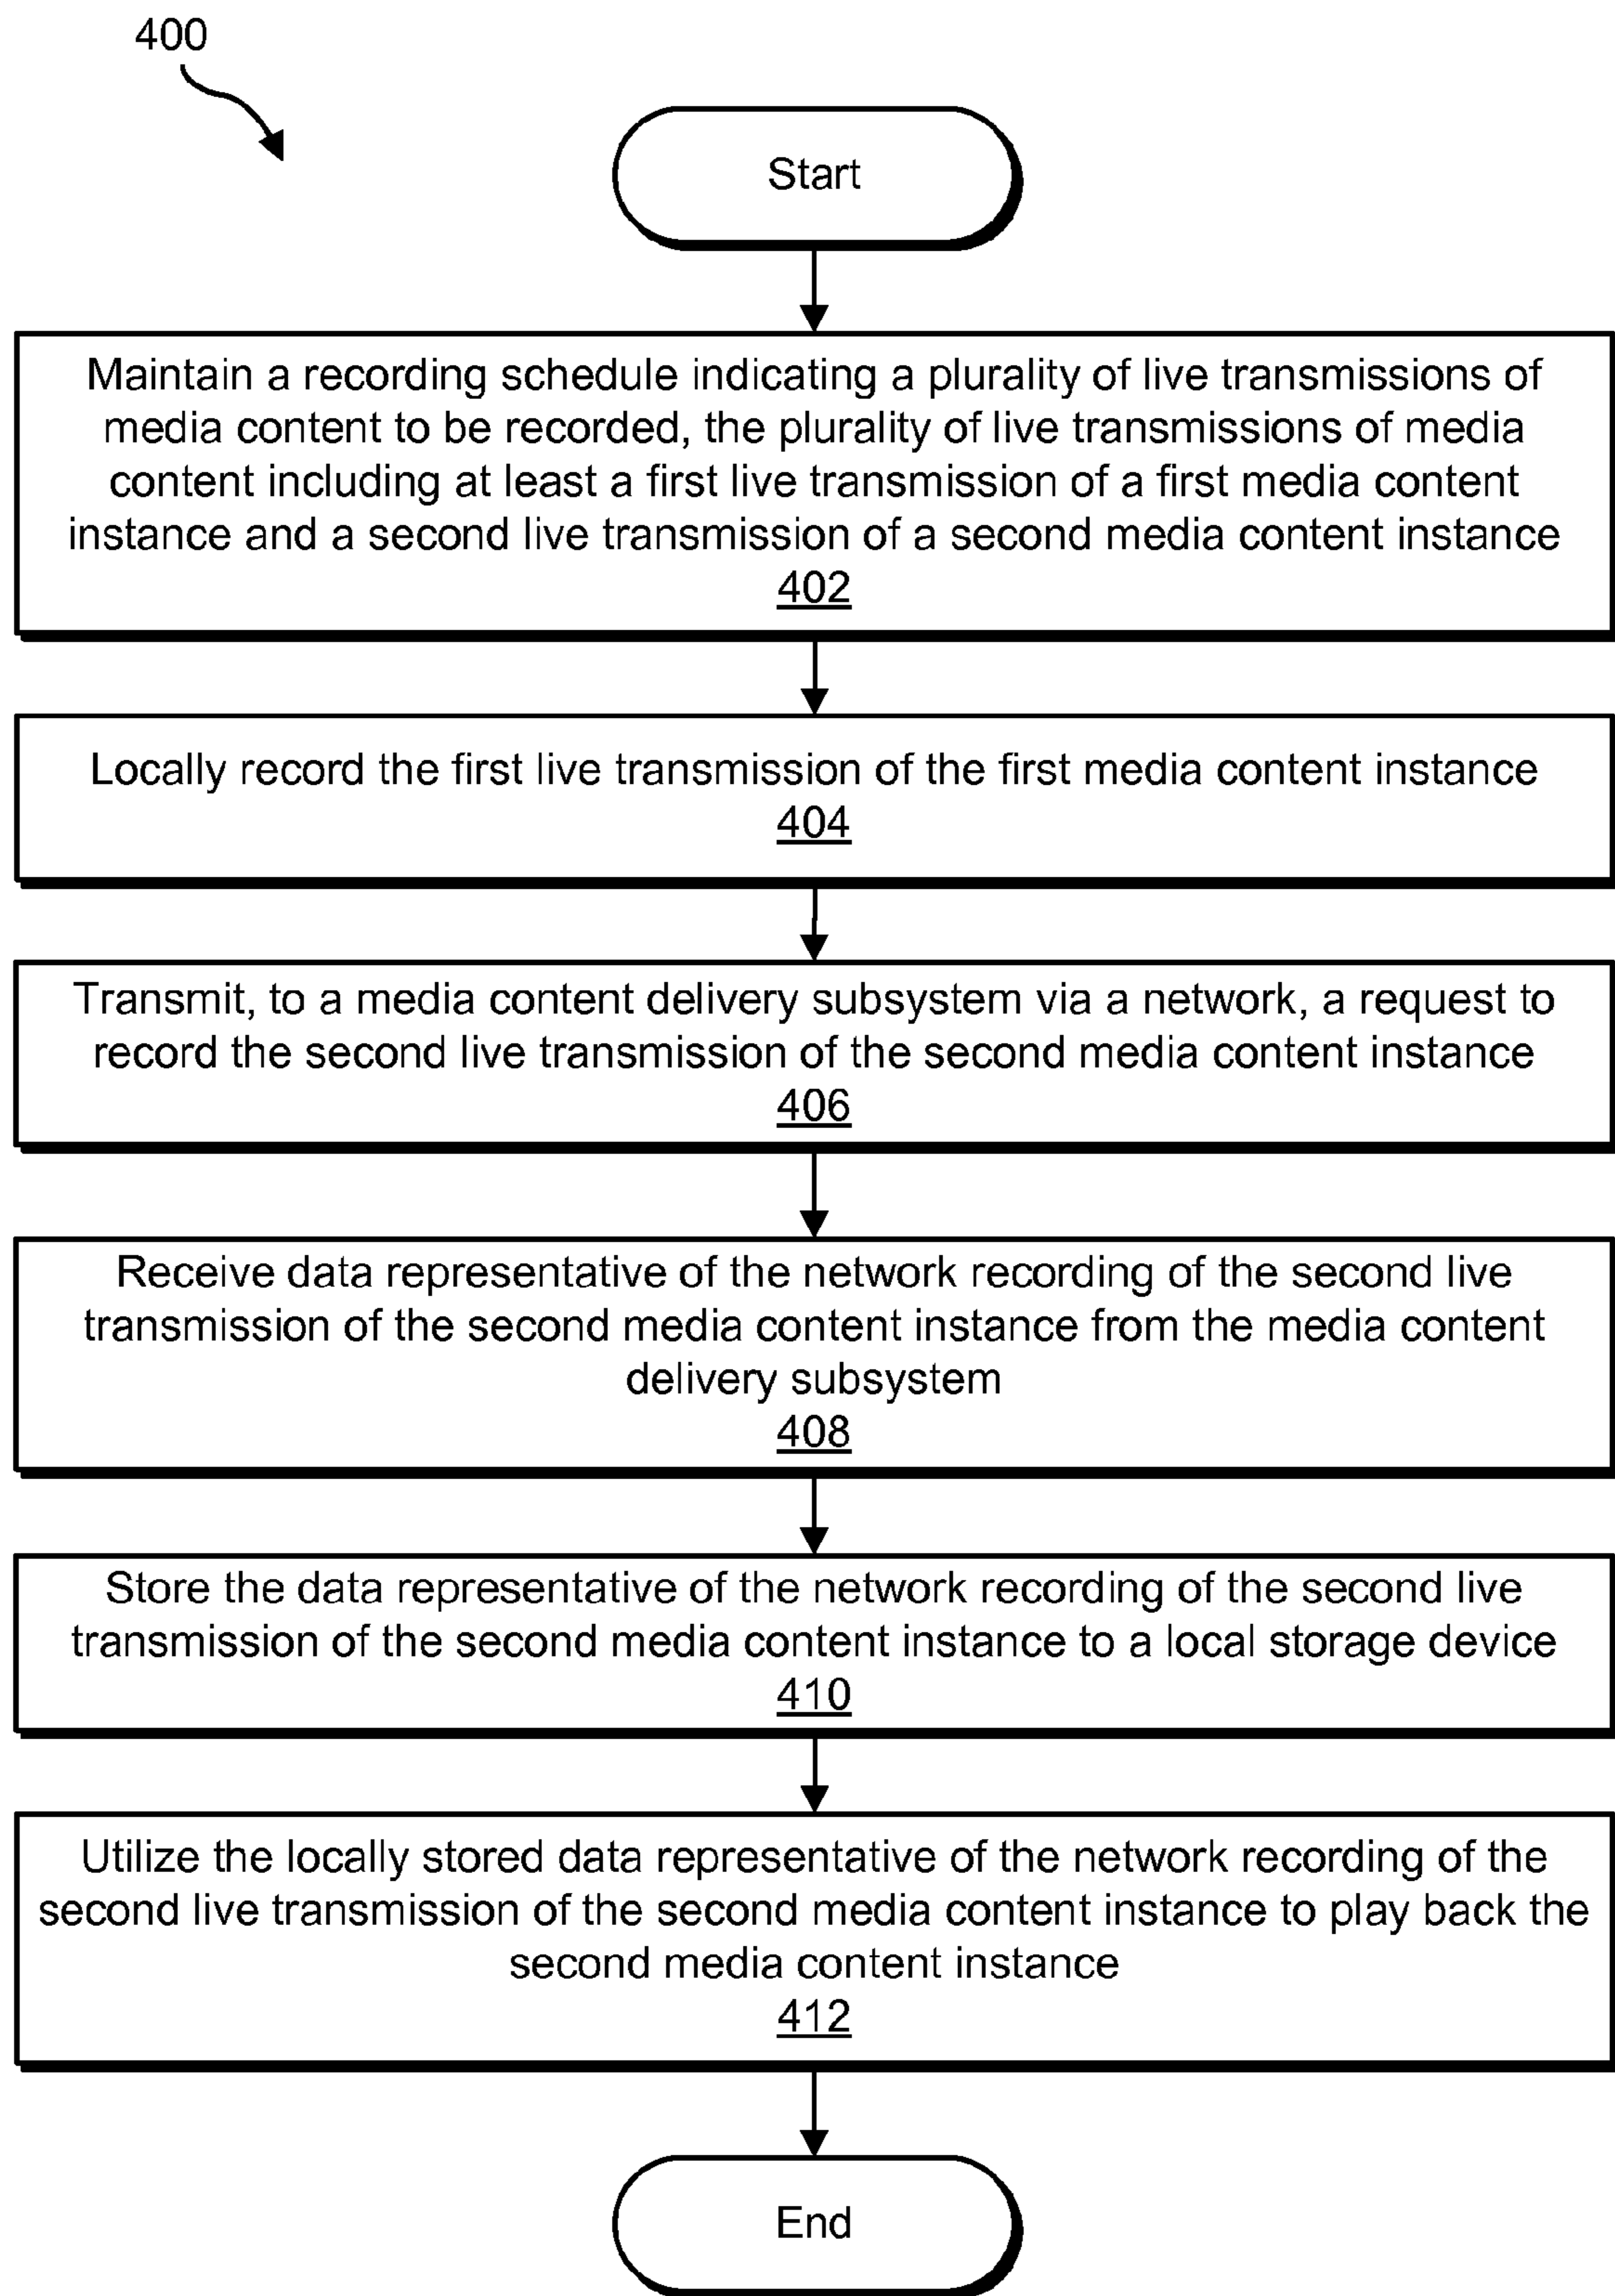 400
Start
Maintain a recording schedule indicating a plurality of live transmissions of
media content to be recorded, the plurality of live transmissions of media
content including at least a first live transmission of a first media content
instance and a second live transmission of a second media content instance
402
Locally record the first live transmission of the first media content instance
404
Transmit, to a media content delivery subsystem via a network, a request to
record the second live transmission of the second media content instance
406
Receive data representative of the network recording of the second live
transmission of the second media content instance from the media content
delivery subsystem
408
Store the data representative of the network recording of the second live
transmission of the second media content instance to a local storage device
410
Utilize the locally stored data representative of the network recording of the
second live transmission of the second media content instance to play back the
second media content instance
412
End